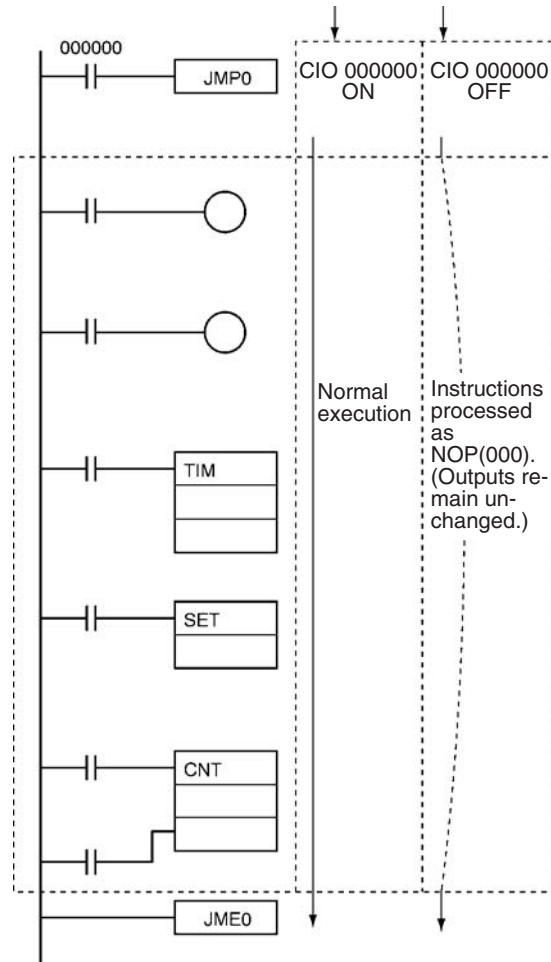 000000
JMP0
CIO 000000
ON
CIO 000000
OFF
Normal
execution
Instructions
processed
as
NOP(000).
(Outputs re-
main un-
changed.)
TIM
SET
CNT
JME0